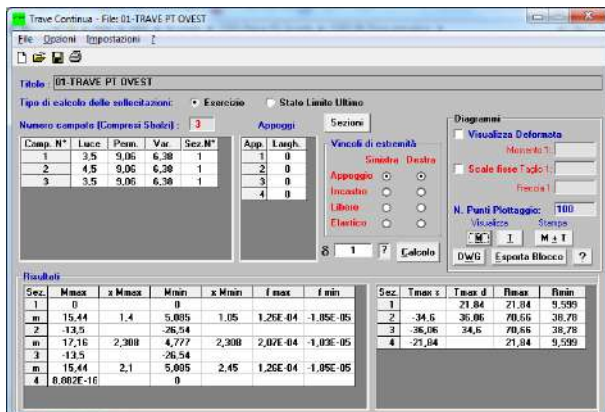 Trave Continua - File: 01-TRAVE PT OVEST
File Opzioni Impostazioni ?
Titolo : 01-TRAVE PT OVEST
Tipo di calcolo delle sollecitazioni: Esercizio Stato Limite Ultimo
Numero campate (Compresi Sbalzi) : 3
Camp. N° Luce Perm. Var. Sez.N°
1 3,5 9,06 6,38 1
2 4,5 9,06 6,38 1
3 3,5 9,06 6,38 1
Appoggi
App. Largh.
1 0
2 0
3 0
4 0
Sezioni
Vincoli di estremità
Sinistra Destra
Appoggio
Incastro
Libero
Elastico
δ 1 ? Calcolo
Diagrammi
Visualizza Deformata
Momento 1:
Scale fisse Taglio 1:
Freccia 1
N. Punti Plottaggio: 100
Visualizza Stampa
M T M + T
DWG Esporta Blocco ?
Risultati
Sez. Mmax x Mmax Mmin x Mmin f max f min
1 0 0
m 15,44 1,4 5,085 1,05 1,26E-04 -1,85E-05
2 -13,5 -26,54
m 17,16 2,308 4,777 2,308 2,07E-04 -1,03E-05
3 -13,5 -26,54
m 15,44 2,1 5,085 2,45 1,26E-04 -1,85E-05
4 8,882E-16 0
Sez. Tmax s Tmax d Rmax Rmin
1 21,84 21,84 9,599
2 -34,6 36,06 70,66 38,78
3 -36,06 34,6 70,66 38,78
4 -21,84 21,84 9,599